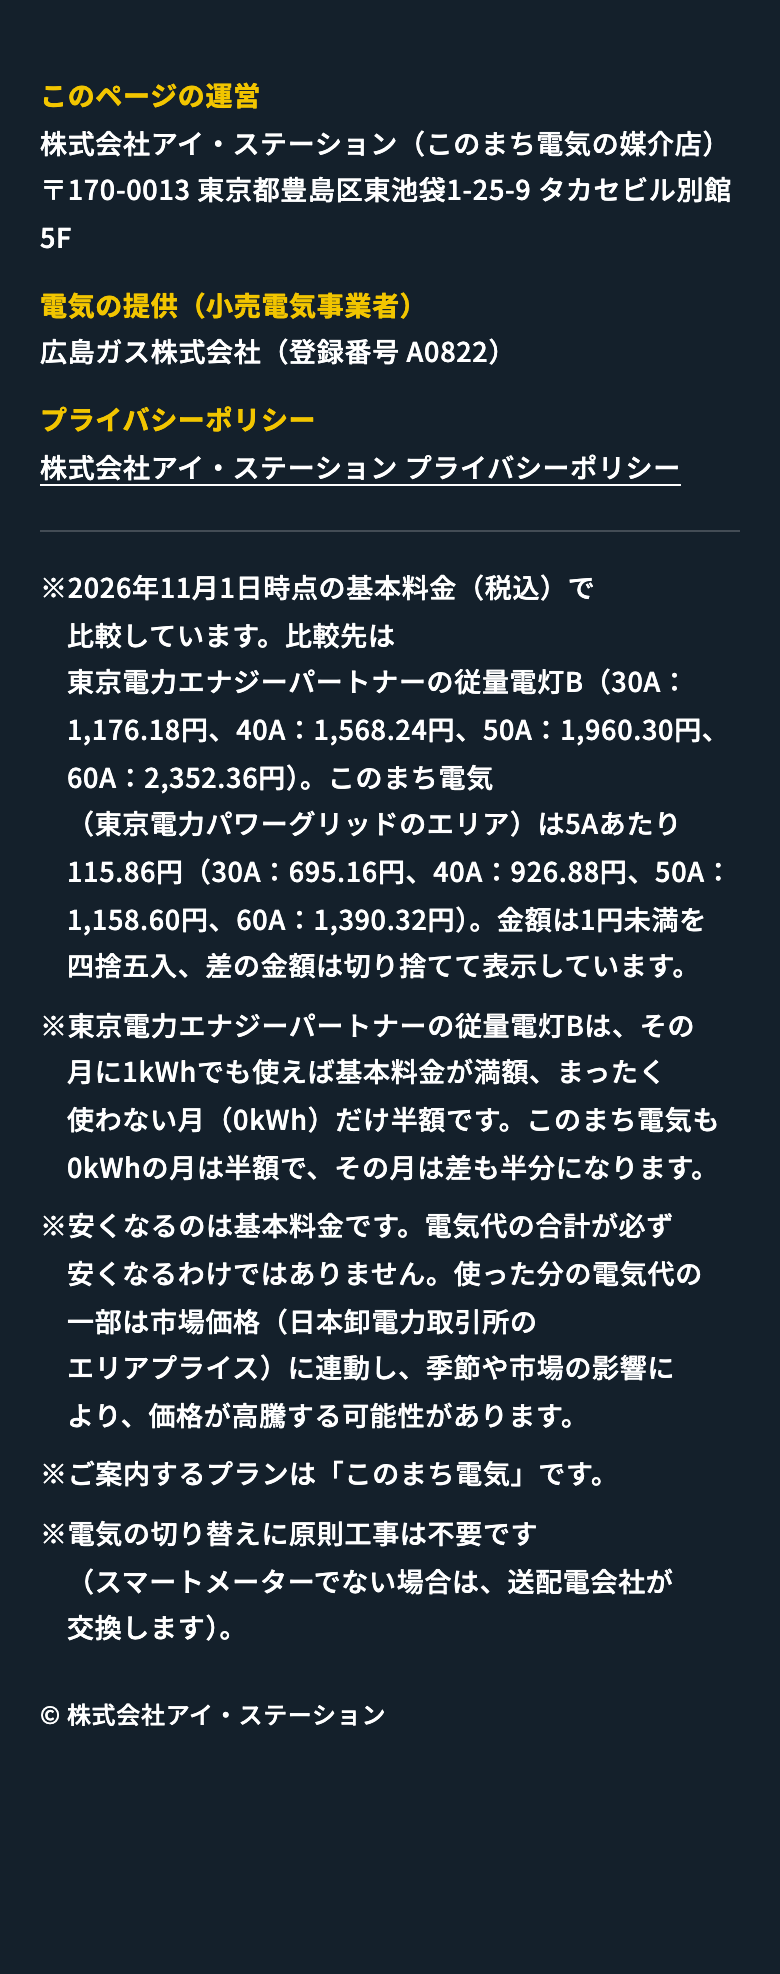 このページの運営
株式会社アイ・ステーション（このまち電気の媒介店）
〒170-0013 東京都豊島区東池袋1-25-9 タカセビル別館
5F
電気の提供（小売電気事業者）
広島ガス株式会社（登録番号 A0822）
プライバシーポリシー
株式会社アイ・ステーション プライバシーポリシー
※2026年11月1日時点の基本料金（税込）で
比較しています。比較先は
東京電力エナジーパートナーの従量電灯B（30A：
1,176.18円、40A：1,568.24円、50A：1,960.30円、
60A：2,352.36円）。このまち電気
（東京電力パワーグリッドのエリア）は5Aあたり
115.86円（30A：695.16円、40A：926.88円、50A：
1,158.60円、60A：1,390.32円）。金額は1円未満を
四捨五入、差の金額は切り捨てて表示しています。
※東京電力エナジーパートナーの従量電灯Bは、その
月に1kWhでも使えば基本料金が満額、まったく
使わない月（0kWh）だけ半額です。このまち電気も
0kWhの月は半額で、その月は差も半分になります。
※安くなるのは基本料金です。電気代の合計が必ず
安くなるわけではありません。使った分の電気代の
一部は市場価格（日本卸電力取引所の
エリアプライス）に連動し、季節や市場の影響に
より、価格が高騰する可能性があります。
※ご案内するプランは「このまち電気」です。
※電気の切り替えに原則工事は不要です
（スマートメーターでない場合は、送配電会社が
交換します）。
© 株式会社アイ・ステーション